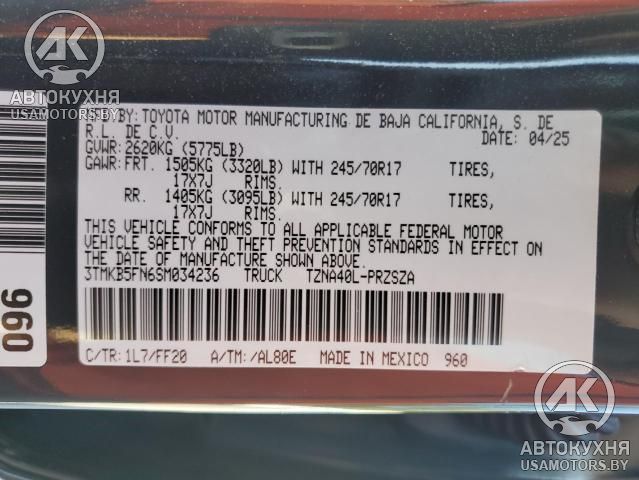 AK
АВТОКУХНЯ
USAMOTORS.BY
BY: TOYOTA MOTOR MANUFACTURING DE BAJA CALIFORNIA, S. DE
R.L. DE C.V. DATE: 04/25
GVWR: 2620KG (5775LB)
GAWR: FRT. 1505KG (3320LB) WITH 245/70R17 TIRES,
17X7J RIMS.
RR. 1405KG (3095LB) WITH 245/70R17 TIRES,
17X7J RIMS.
THIS VEHICLE CONFORMS TO ALL APPLICABLE FEDERAL MOTOR
VEHICLE SAFETY AND THEFT PREVENTION STANDARDS IN EFFECT ON
THE DATE OF MANUFACTURE SHOWN ABOVE.
3TMKB5FN6SM034236 TRUCK TZNA40L-PRZSZA
C/TR: 1L7/FF20 A/TM: /AL80E MADE IN MEXICO 960
960
AK
АВТОКУХНЯ
USAMOTORS.BY